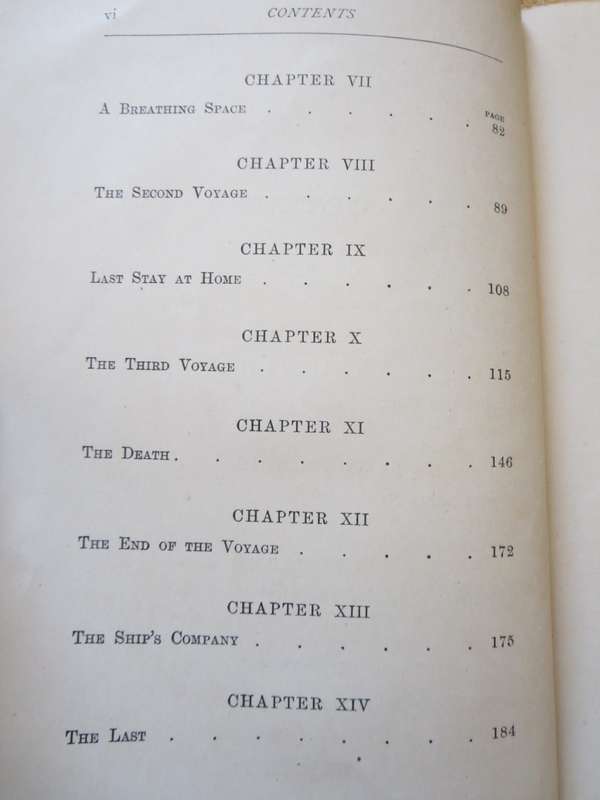 vi CONTENTS
CHAPTER VII
PAGE
A Breathing Space . . . . . . 82
CHAPTER VIII
The Second Voyage . . . . . . 89
CHAPTER IX
Last Stay at Home . . . . . . 108
CHAPTER X
The Third Voyage . . . . . . 115
CHAPTER XI
The Death . . . . . . . . 146
CHAPTER XII
The End of the Voyage . . . . . 172
CHAPTER XIII
The Ship's Company . . . . . . 175
CHAPTER XIV
The Last . . . . . . . . 184